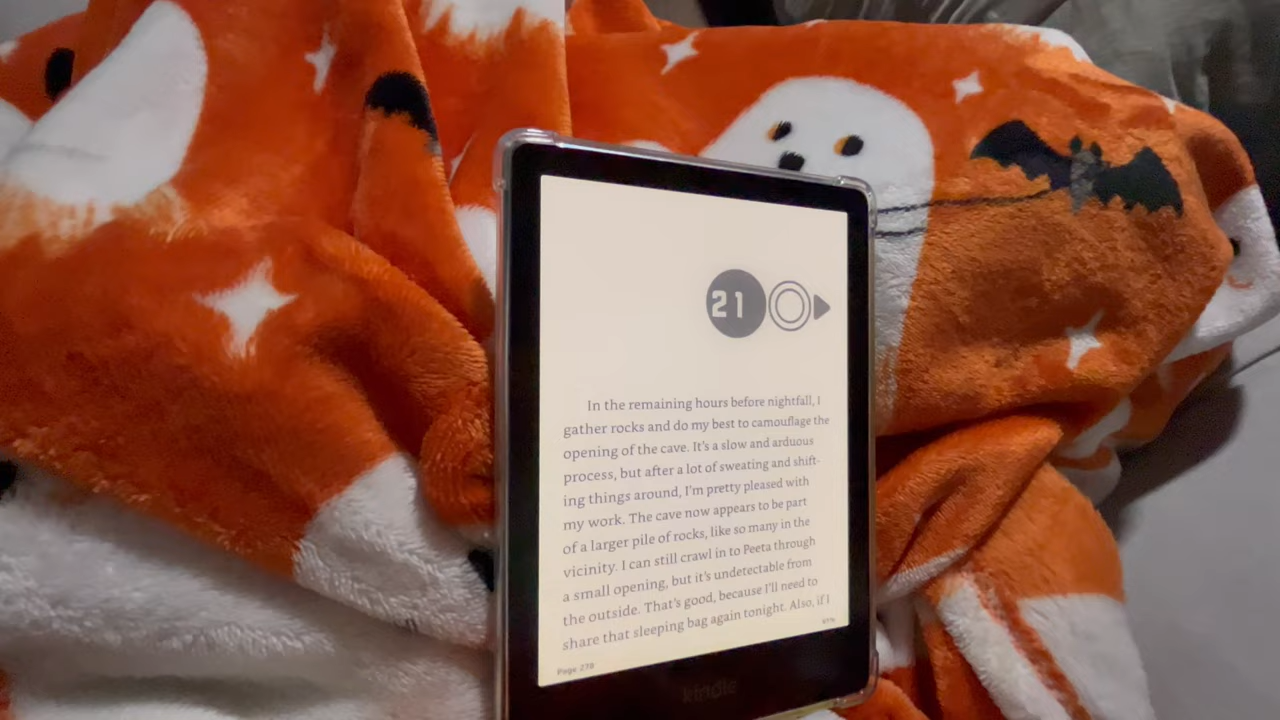 21
In the remaining hours before nightfall, I
gather rocks and do my best to camouflage the
opening of the cave. It's a slow and arduous
process, but after a lot of sweating and shift-
ing things around, I'm pretty pleased with
my work. The cave now appears to be part
of a larger pile of rocks, like so many in the
vicinity. I can still crawl in to Peeta through
a small opening, but it's undetectable from
the outside. That's good, because I'll need to
share that sleeping bag again tonight. Also, if I
Page 270
kindle